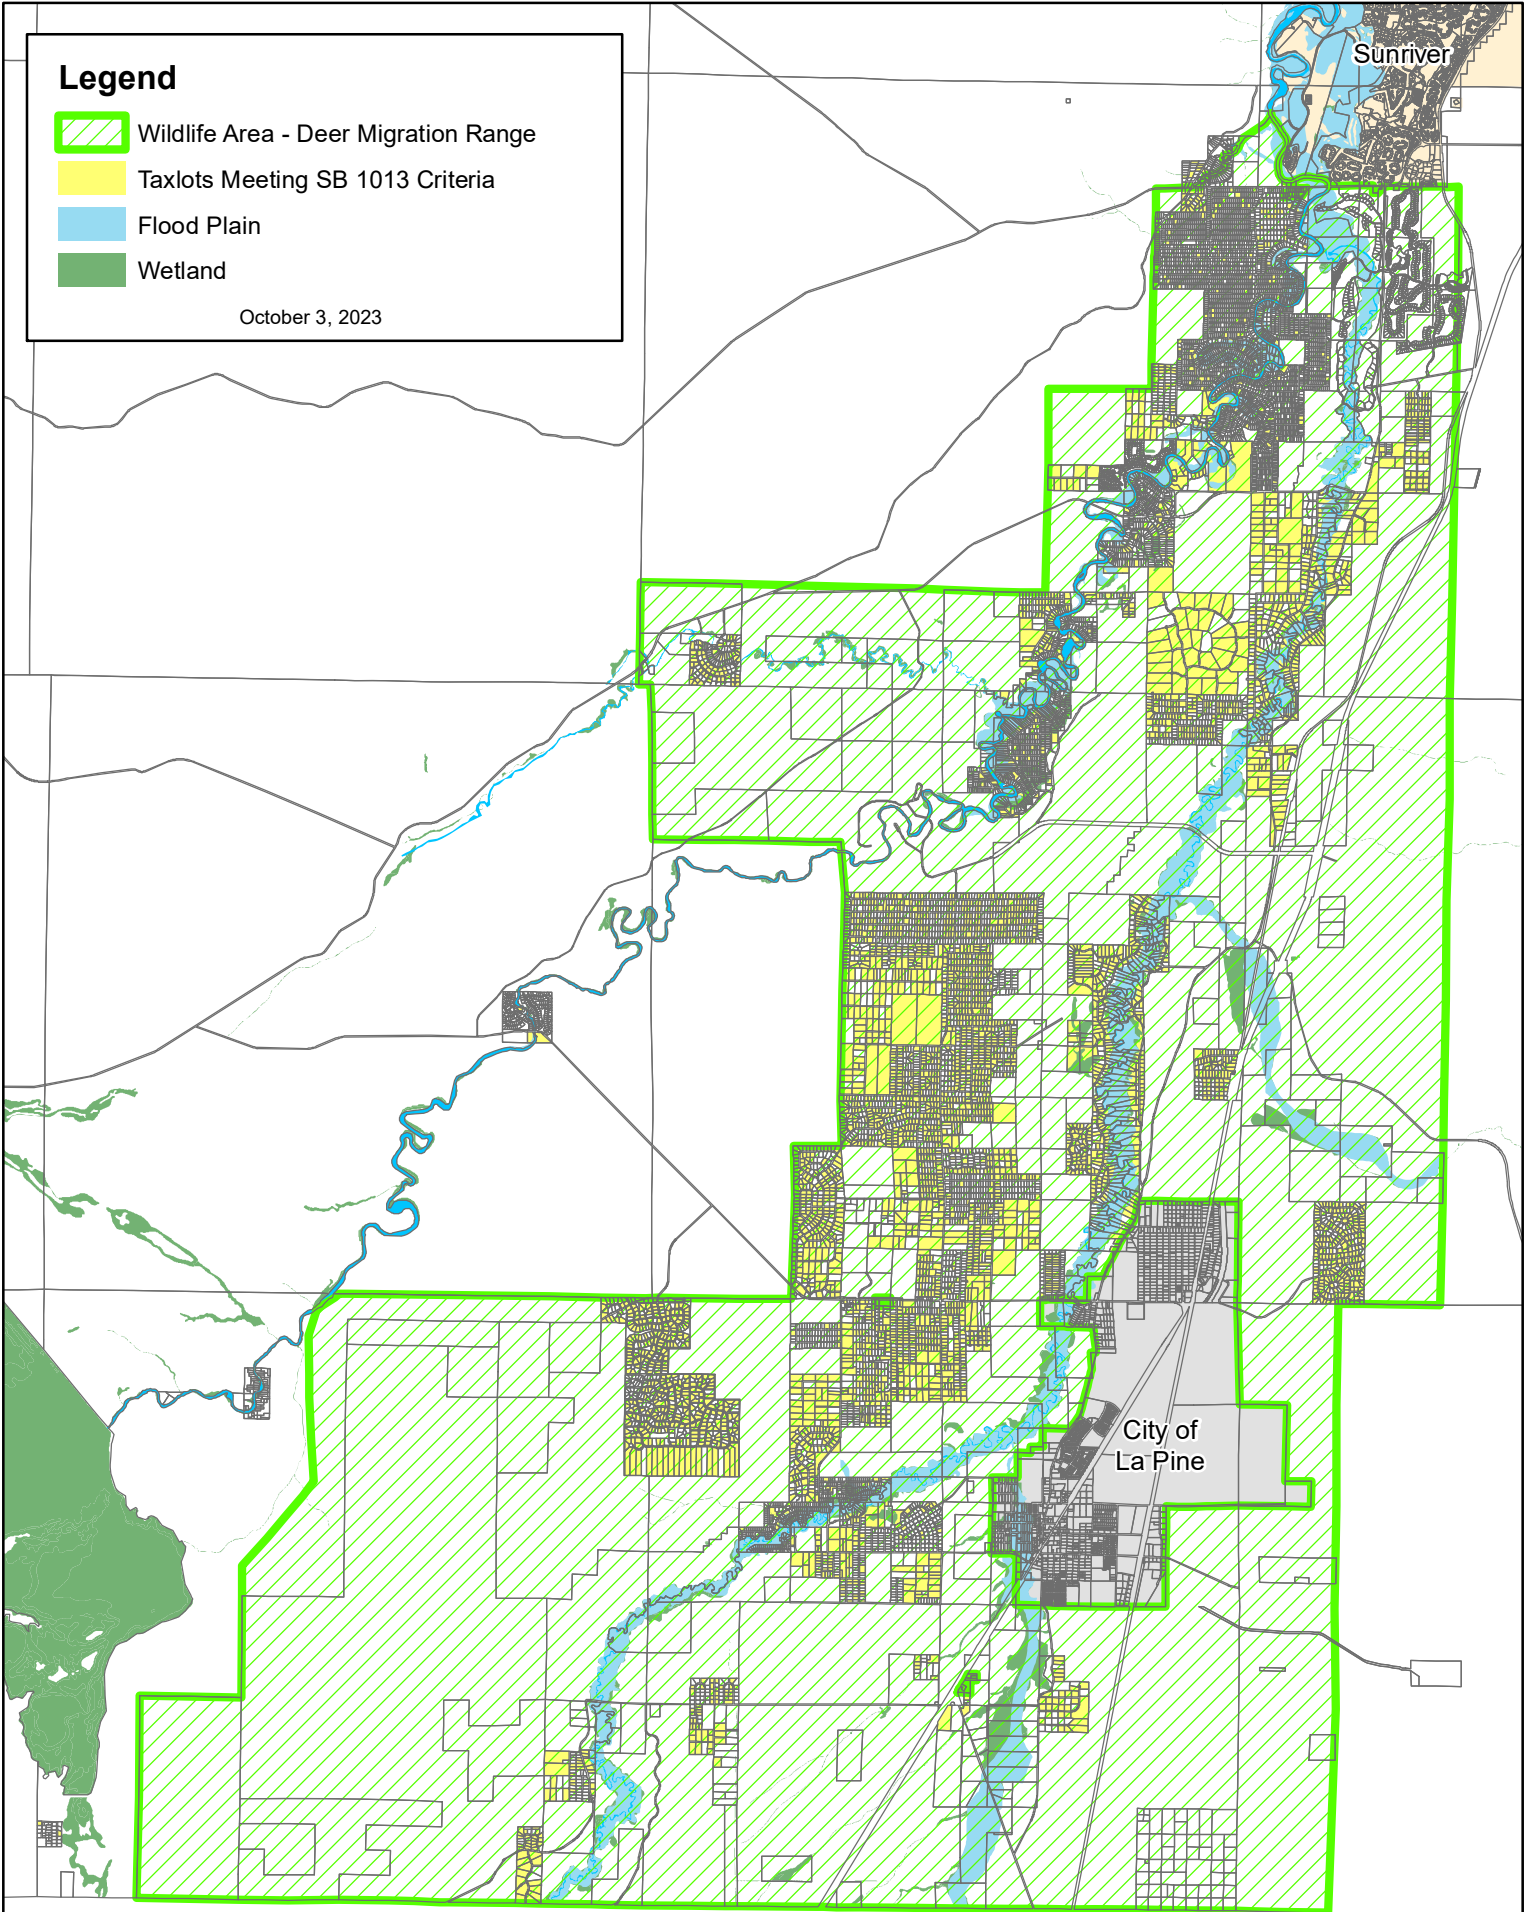 Sunriver
Legend
Wildlife Area - Deer Migration Range
Taxlots Meeting SB 1013 Criteria
Flood Plain
Wetland
October 3, 2023
City of
La Pine